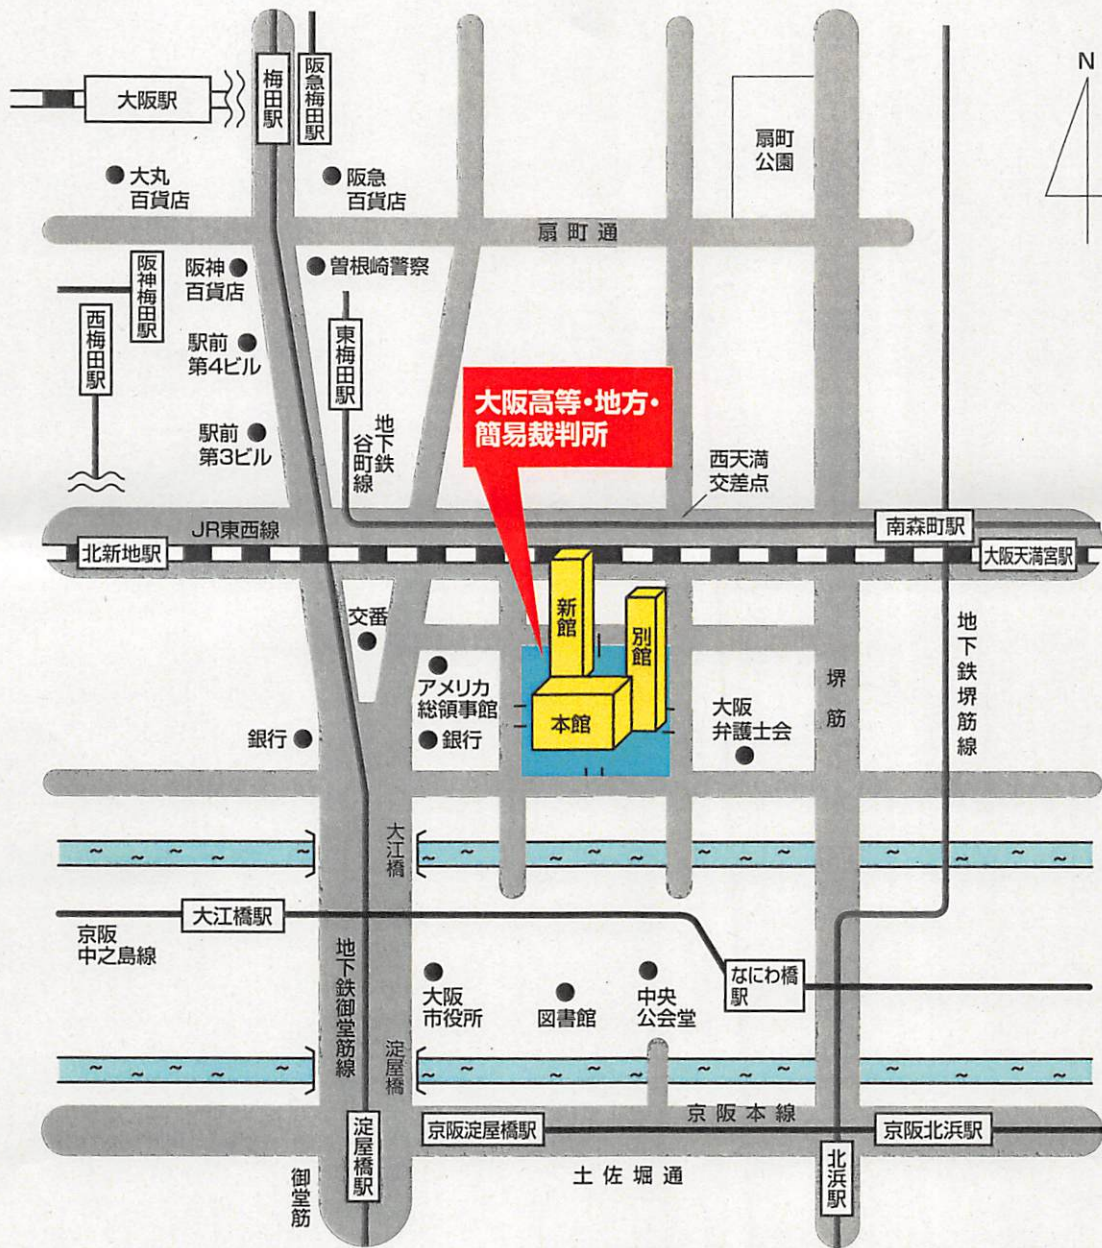 大阪駅
梅田駅
阪急梅田駅
N
扇町
公園
大丸
百貨店
阪急
百貨店
扇町通
阪神梅田駅
阪神
百貨店
曽根崎警察
西梅田駅
駅前
第4ビル
東梅田駅
駅前
第3ビル
地下鉄
谷町線
大阪高等・地方・
簡易裁判所
西天満
交差点
JR東西線
南森町駅
北新地駅
大阪天満宮駅
新館
別館
本館
交番
アメリカ
総領事館
銀行
銀行
大阪
弁護士会
堺筋
地下鉄堺筋線
大江橋
大江橋駅
京阪
中之島線
地下鉄御堂筋線
大阪
市役所
図書館
中央
公会堂
なにわ橋
駅
淀屋橋
京阪本線
淀屋橋駅
京阪淀屋橋駅
京阪北浜駅
御堂筋
土佐堀通
北浜駅